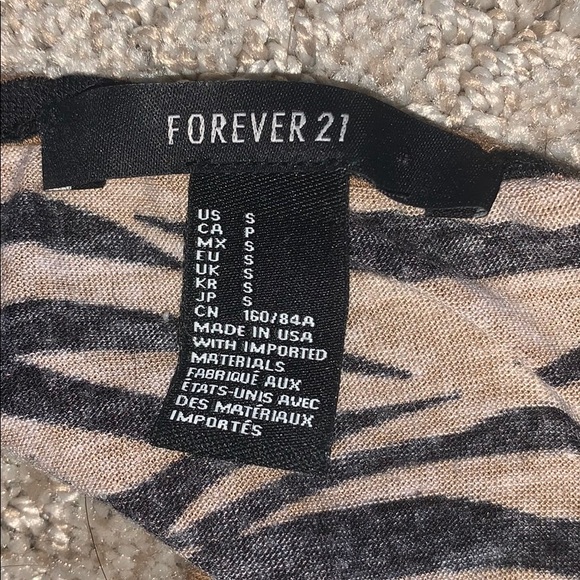 FOREVER 21
US S
CA P
MX S
EU S
UK S
KR S
JP S
CN 160/84A
MADE IN USA
WITH IMPORTED
MATERIALS
FABRIQUÉ AUX
ÉTATS-UNIS AVEC
DES MATÉRIAUX
IMPORTÉS